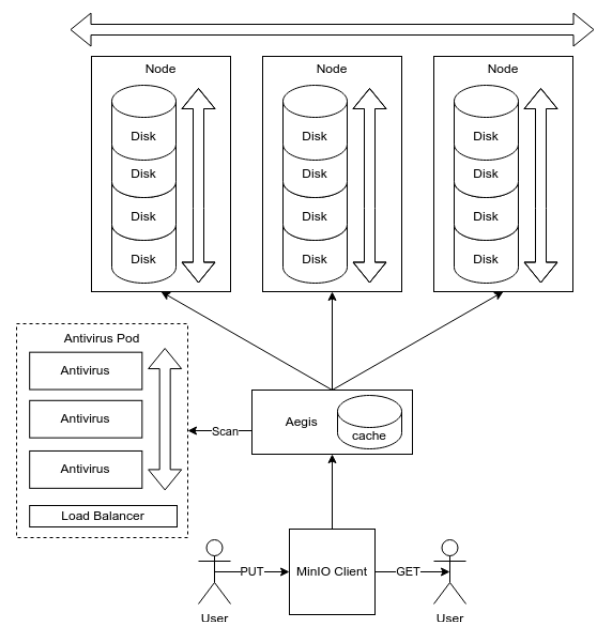 Node
Node
Node
Disk
Disk
Disk
Disk
Disk
Disk
Disk
Disk
Disk
Disk
Disk
Disk
Antivirus Pod
Antivirus
Antivirus
Antivirus
Load Balancer
Scan
Aegis
cache
PUT
MinIO Client
GET
User
User